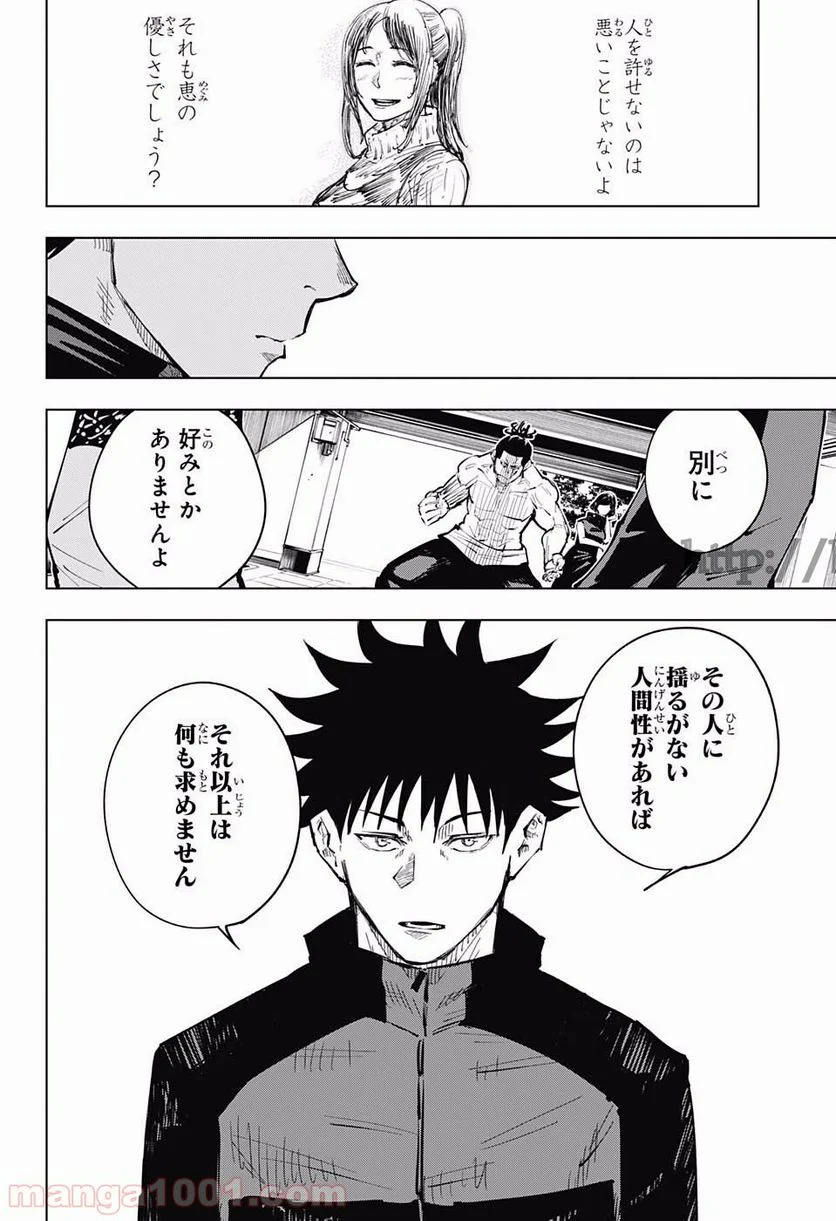 人を許せないのは
悪いことじゃないよ
それも恵の
優しさでしょう?
別に
好みとか
ありませんよ
http://
その人に
揺るがない
人間性があれば
それ以上は
何も求めません
manga1001.com